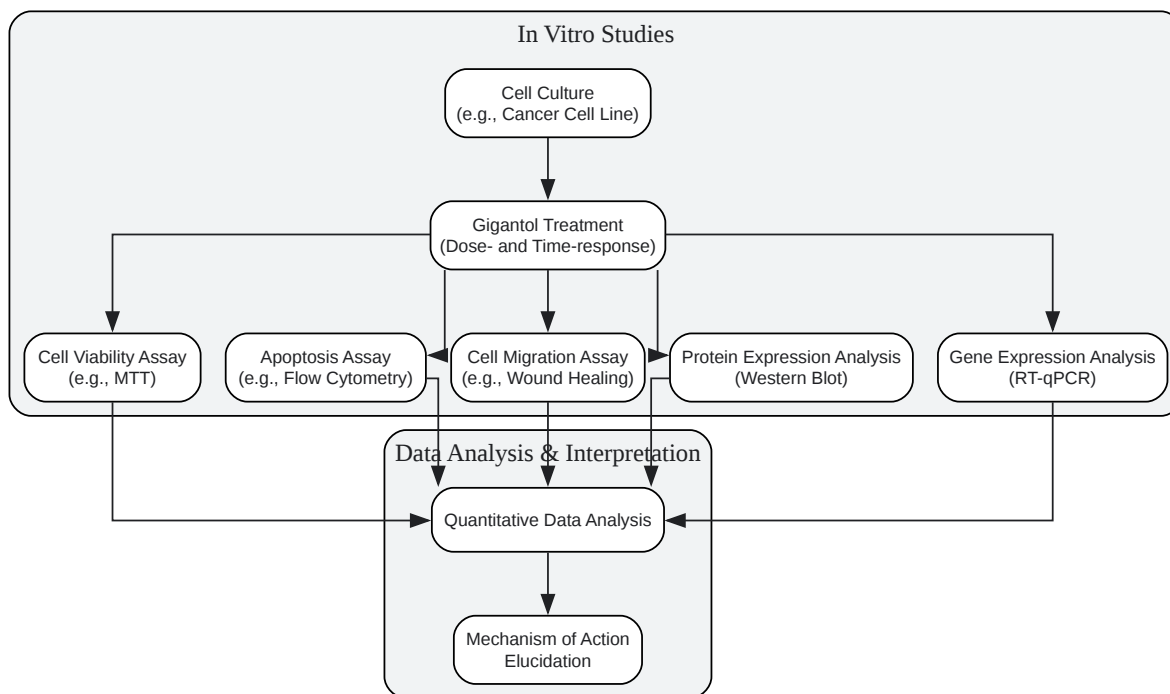 In Vitro Studies
Cell Culture
(e.g., Cancer Cell Line)
Gigantol Treatment
(Dose- and Time-response)
Cell Viability Assay
(e.g., MTT)
Apoptosis Assay
(e.g., Flow Cytometry)
Cell Migration Assay
(e.g., Wound Healing)
Protein Expression Analysis
(Western Blot)
Gene Expression Analysis
(RT-qPCR)
Data Analysis & Interpretation
Quantitative Data Analysis
Mechanism of Action
Elucidation